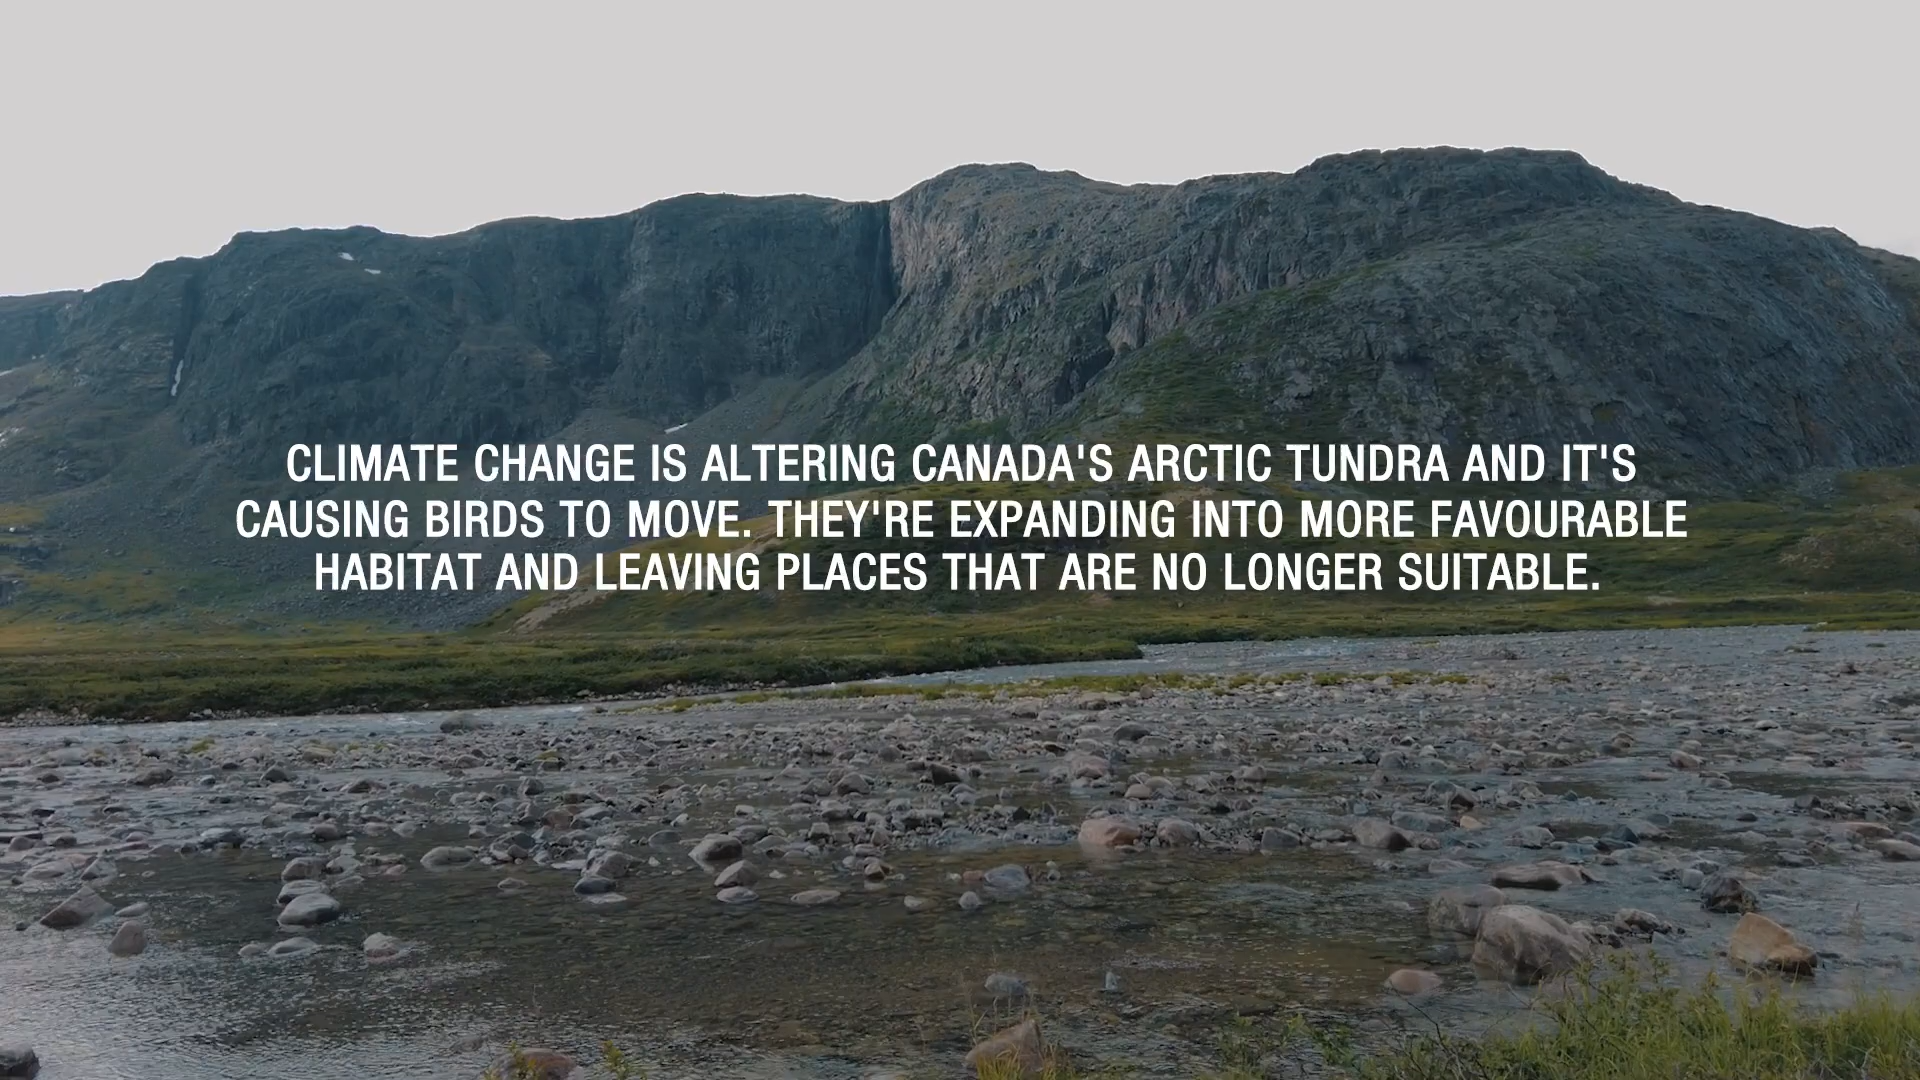 CLIMATE CHANGE IS ALTERING CANADA'S ARCTIC TUNDRA AND IT'S
CAUSING BIRDS TO MOVE. THEY'RE EXPANDING INTO MORE FAVOURABLE
HABITAT AND LEAVING PLACES THAT ARE NO LONGER SUITABLE.